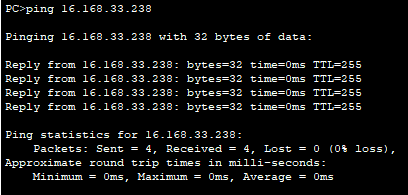 PC>ping 16.168.33.238
Pinging 16.168.33.238 with 32 bytes of data:
Reply from 16.168.33.238: bytes=32 time=0ms TTL=255
Reply from 16.168.33.238: bytes=32 time=0ms TTL=255
Reply from 16.168.33.238: bytes=32 time=0ms TTL=255
Reply from 16.168.33.238: bytes=32 time=0ms TTL=255
Ping statistics for 16.168.33.238:
Packets: Sent = 4, Received = 4, Lost = 0 (0% loss),
Approximate round trip times in milli-seconds:
Minimum = 0ms, Maximum = 0ms, Average = 0ms